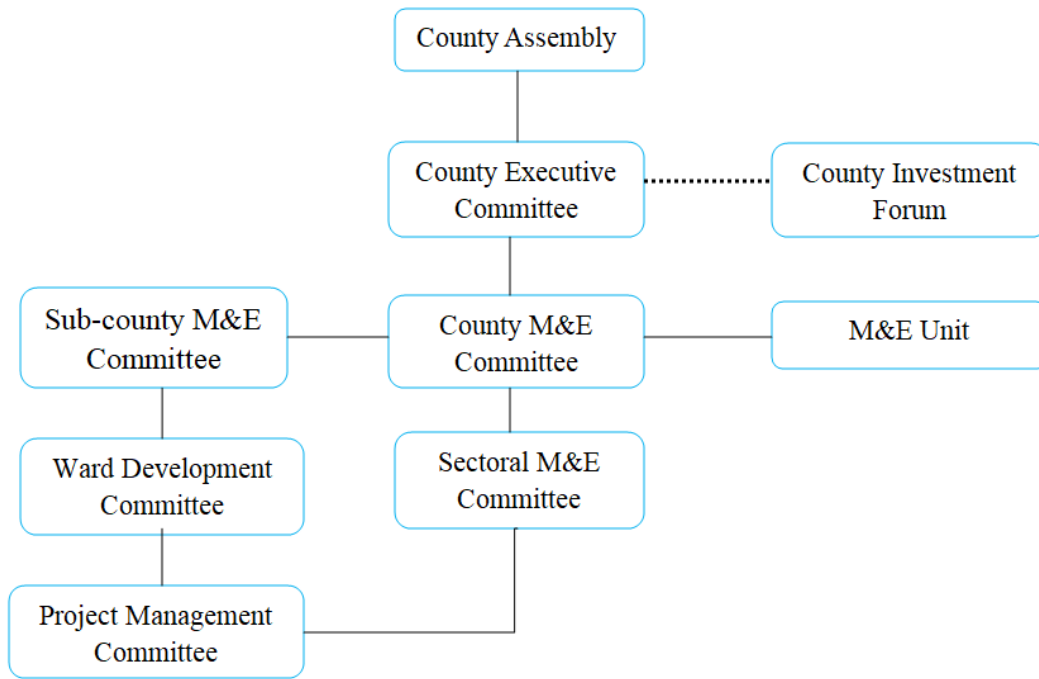 County Assembly
County Executive
Committee
County Investment
Forum
Sub-county M&E
Committee
County M&E
Committee
M&E Unit
Ward Development
Committee
Sectoral M&E
Committee
Project Management
Committee